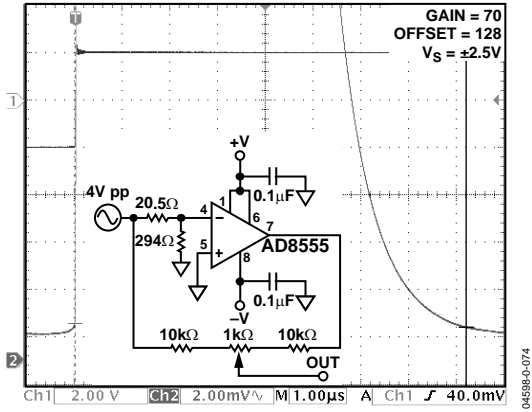 T
GAIN = 70
OFFSET = 128
VS = ±2.5V
1
+V
4V pp
20.5Ω
4
1
0.1µF
6
7
294Ω
5
AD8555
8
0.1µF
–V
10kΩ
1kΩ
10kΩ
OUT
2
Ch1 2.00 V Ch2 2.00mV∿ M 1.00µs A Ch1 ƒ 40.0mV
04598-0-074